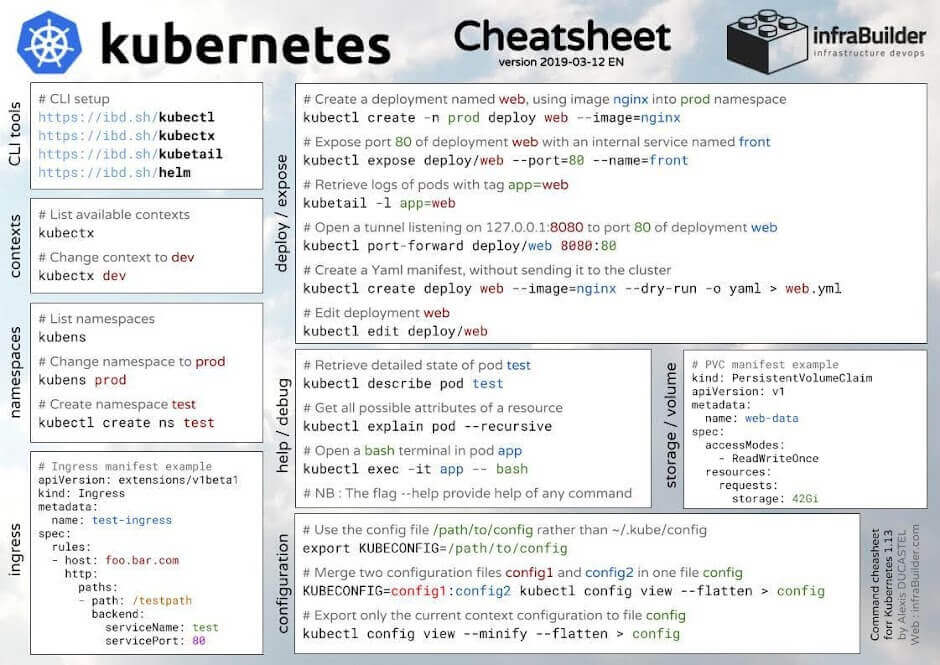 kubernetes
Cheatsheet
version 2019-03-12 EN
infraBuilder
infrastructure devops
CLI tools
# CLI setup
https://ibd.sh/kubectl
https://ibd.sh/kubectx
https://ibd.sh/kubetail
https://ibd.sh/helm
contexts
# List available contexts
kubectx
# Change context to dev
kubectx dev
namespaces
# List namespaces
kubens
# Change namespace to prod
kubens prod
# Create namespace test
kubectl create ns test
ingress
# Ingress manifest example
apiVersion: extensions/v1beta1
kind: Ingress
metadata:
  name: test-ingress
spec:
  rules:
  - host: foo.bar.com
    http:
      paths:
      - path: /testpath
        backend:
          serviceName: test
          servicePort: 80
deploy / expose
# Create a deployment named web, using image nginx into prod namespace
kubectl create -n prod deploy web --image=nginx
# Expose port 80 of deployment web with an internal service named front
kubectl expose deploy/web --port=80 --name=front
# Retrieve logs of pods with tag app=web
kubetail -l app=web
# Open a tunnel listening on 127.0.0.1:8080 to port 80 of deployment web
kubectl port-forward deploy/web 8080:80
# Create a Yaml manifest, without sending it to the cluster
kubectl create deploy web --image=nginx --dry-run -o yaml > web.yml
# Edit deployment web
kubectl edit deploy/web
help / debug
# Retrieve detailed state of pod test
kubectl describe pod test
# Get all possible attributes of a resource
kubectl explain pod --recursive
# Open a bash terminal in pod app
kubectl exec -it app -- bash
# NB : The flag --help provide help of any command
storage / volume
# PVC manifest example
kind: PersistentVolumeClaim
apiVersion: v1
metadata:
  name: web-data
spec:
  accessModes:
    - ReadWriteOnce
  resources:
    requests:
      storage: 42Gi
configuration
# Use the config file /path/to/config rather than ~/.kube/config
export KUBECONFIG=/path/to/config
# Merge two configuration files config1 and config2 in one file config
KUBECONFIG=config1:config2 kubectl config view --flatten > config
# Export only the current context configuration to file config
kubectl config view --minify --flatten > config
Command cheasheet
forr Kubernetes 1.13
by Alexis DUCASTEL
Web : infraBuilder.com